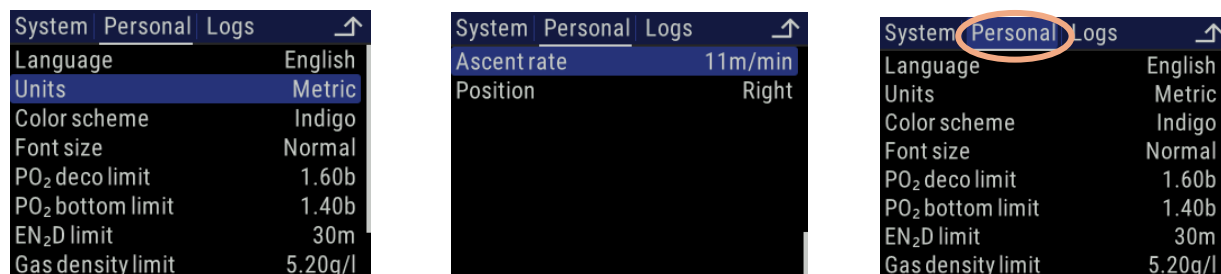 System Personal Logs
Language English
Units Metric
Color scheme Indigo
Font size Normal
PO₂ deco limit 1.60b
PO₂ bottom limit 1.40b
EN₂D limit 30m
Gas density limit 5.20g/l
System Personal Logs
Ascent rate 11m/min
Position Right
System Personal Logs
Language English
Units Metric
Color scheme Indigo
Font size Normal
PO₂ deco limit 1.60b
PO₂ bottom limit 1.40b
EN₂D limit 30m
Gas density limit 5.20g/l